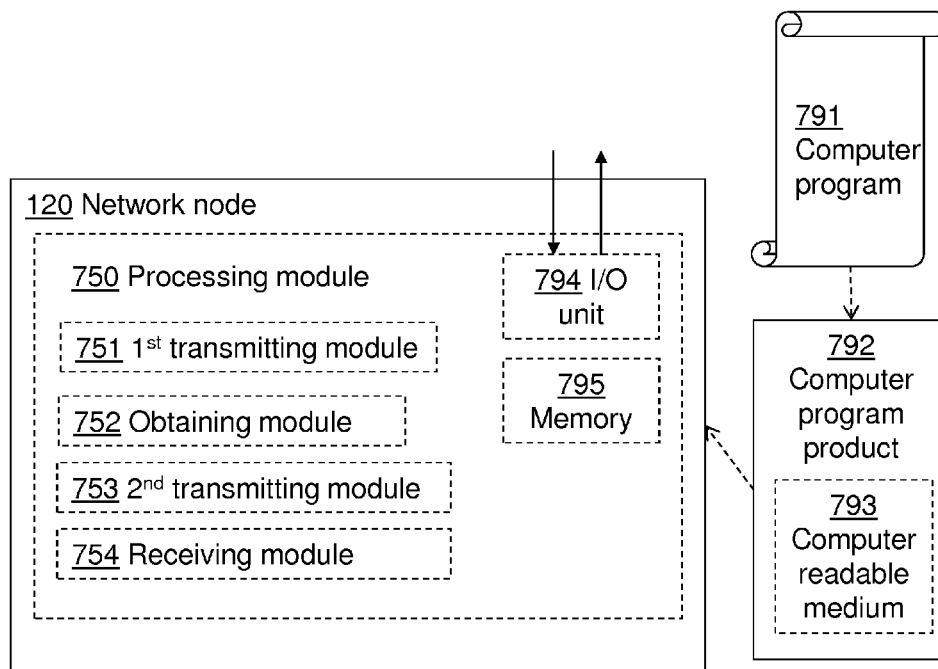 791
Computer
program
120 Network node
750 Processing module
794 I/O
unit
751 1st transmitting module
795
Memory
752 Obtaining module
753 2nd transmitting module
754 Receiving module
792
Computer
program
product
793
Computer
readable
medium